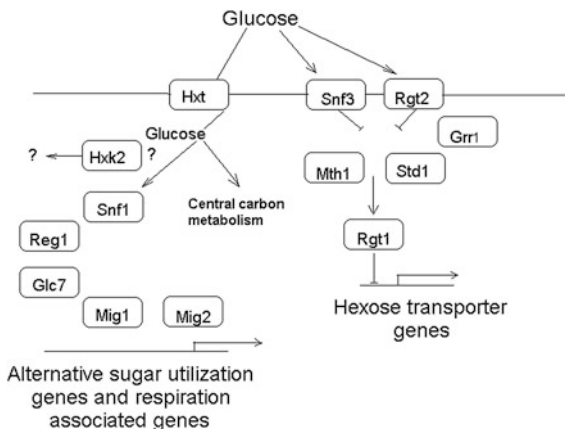 Glucose
Hxt
Snf3
Rgt2
Grr1
Glucose
? Hxk2 ?
Mth1
Std1
Snf1
Central carbon
metabolism
Reg1
Rgt1
Glc7
Mig1
Mig2
Hexose transporter
genes
Alternative sugar utilization
genes and respiration
associated genes